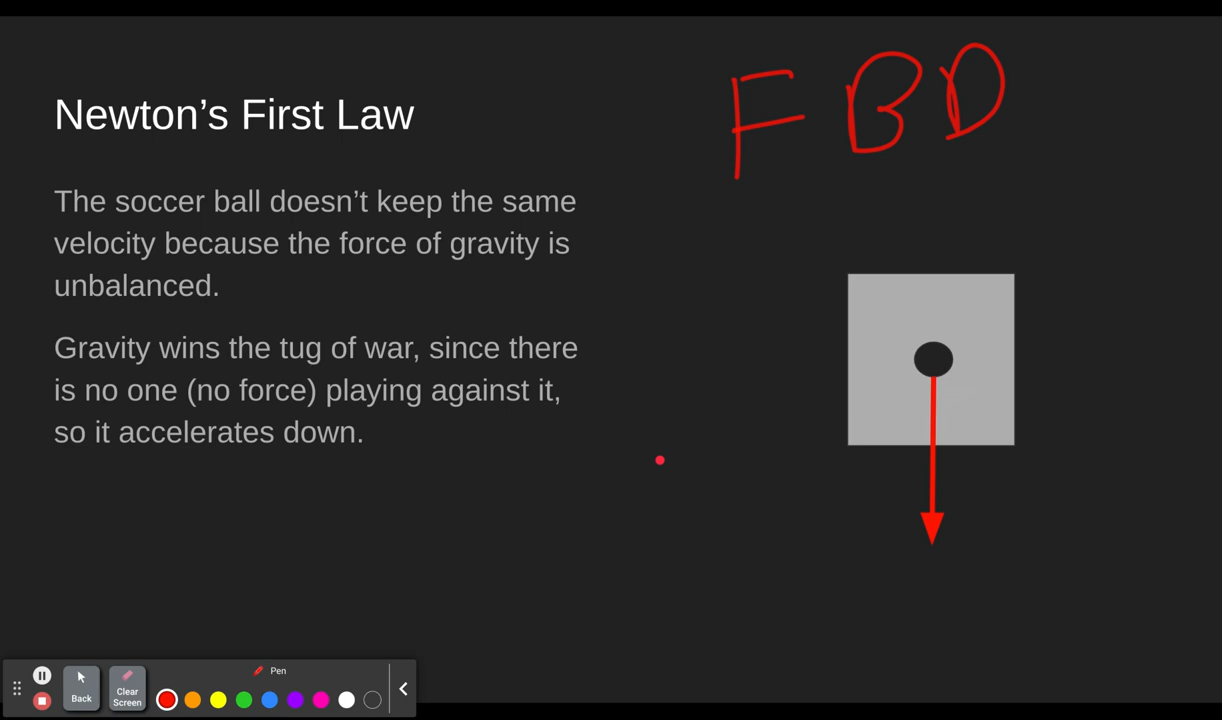 F B D
Newton’s First Law
The soccer ball doesn’t keep the same
velocity because the force of gravity is
unbalanced.
Gravity wins the tug of war, since there
is no one (no force) playing against it,
so it accelerates down.
Pen
Back
Clear
Screen